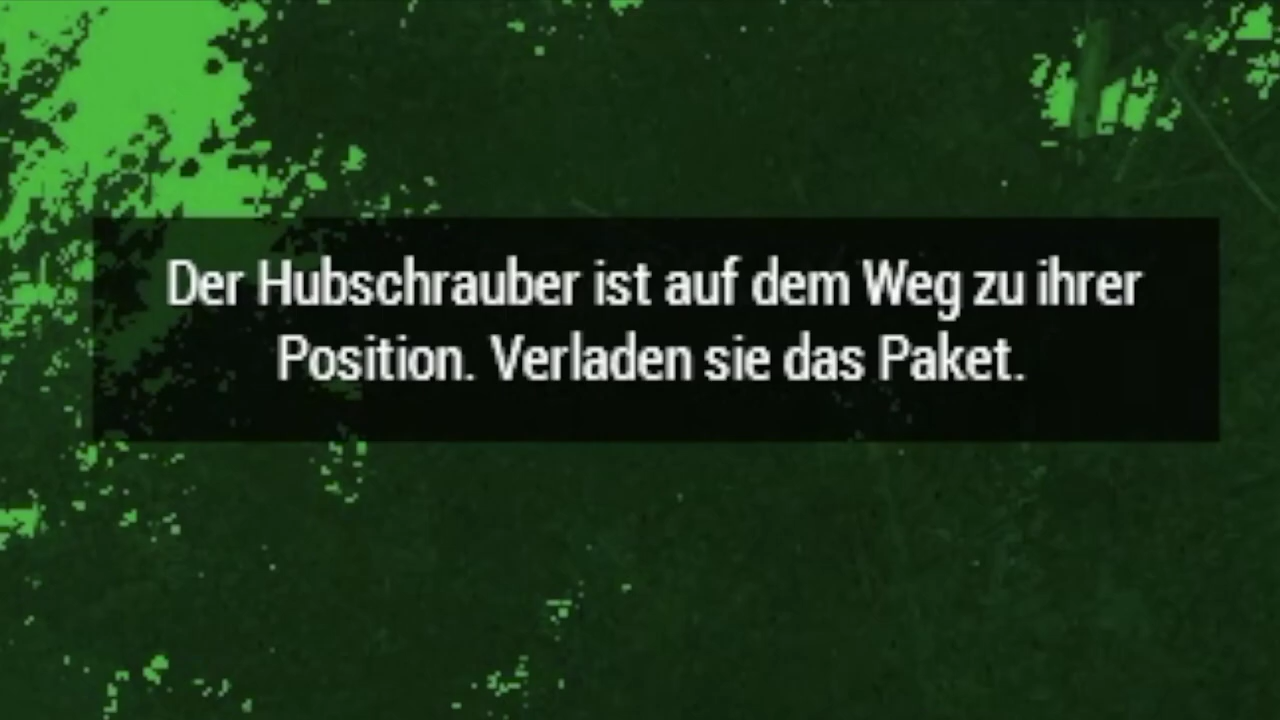 Der Hubschrauber ist auf dem Weg zu ihrer
Position. Verladen sie das Paket.